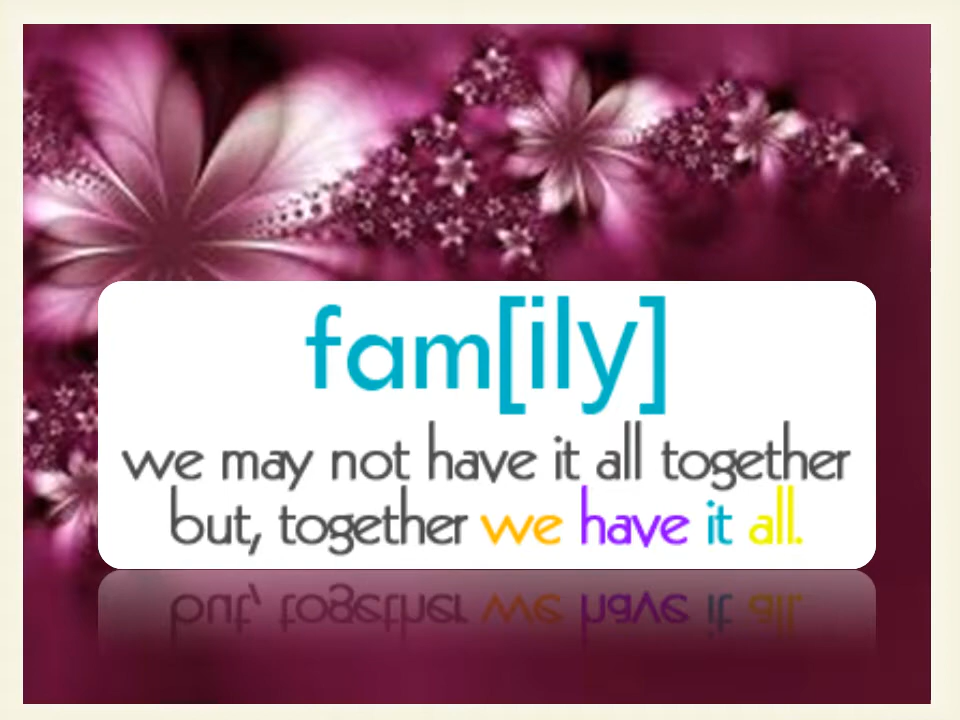 fam[ily]
we may not have it all together
but, together we have it all.